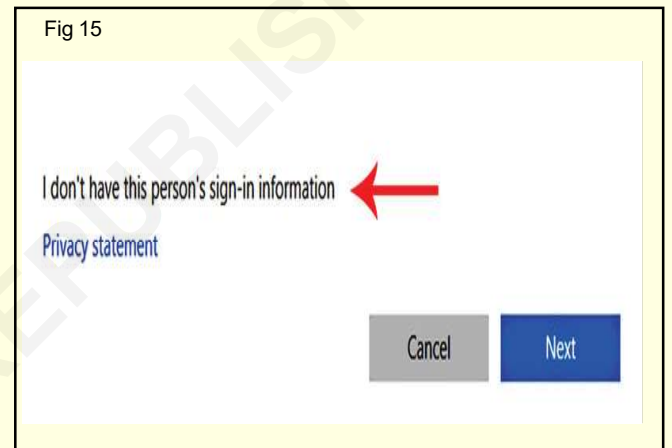 Fig 15
I don't have this person's sign-in information
Privacy statement
Cancel
Next